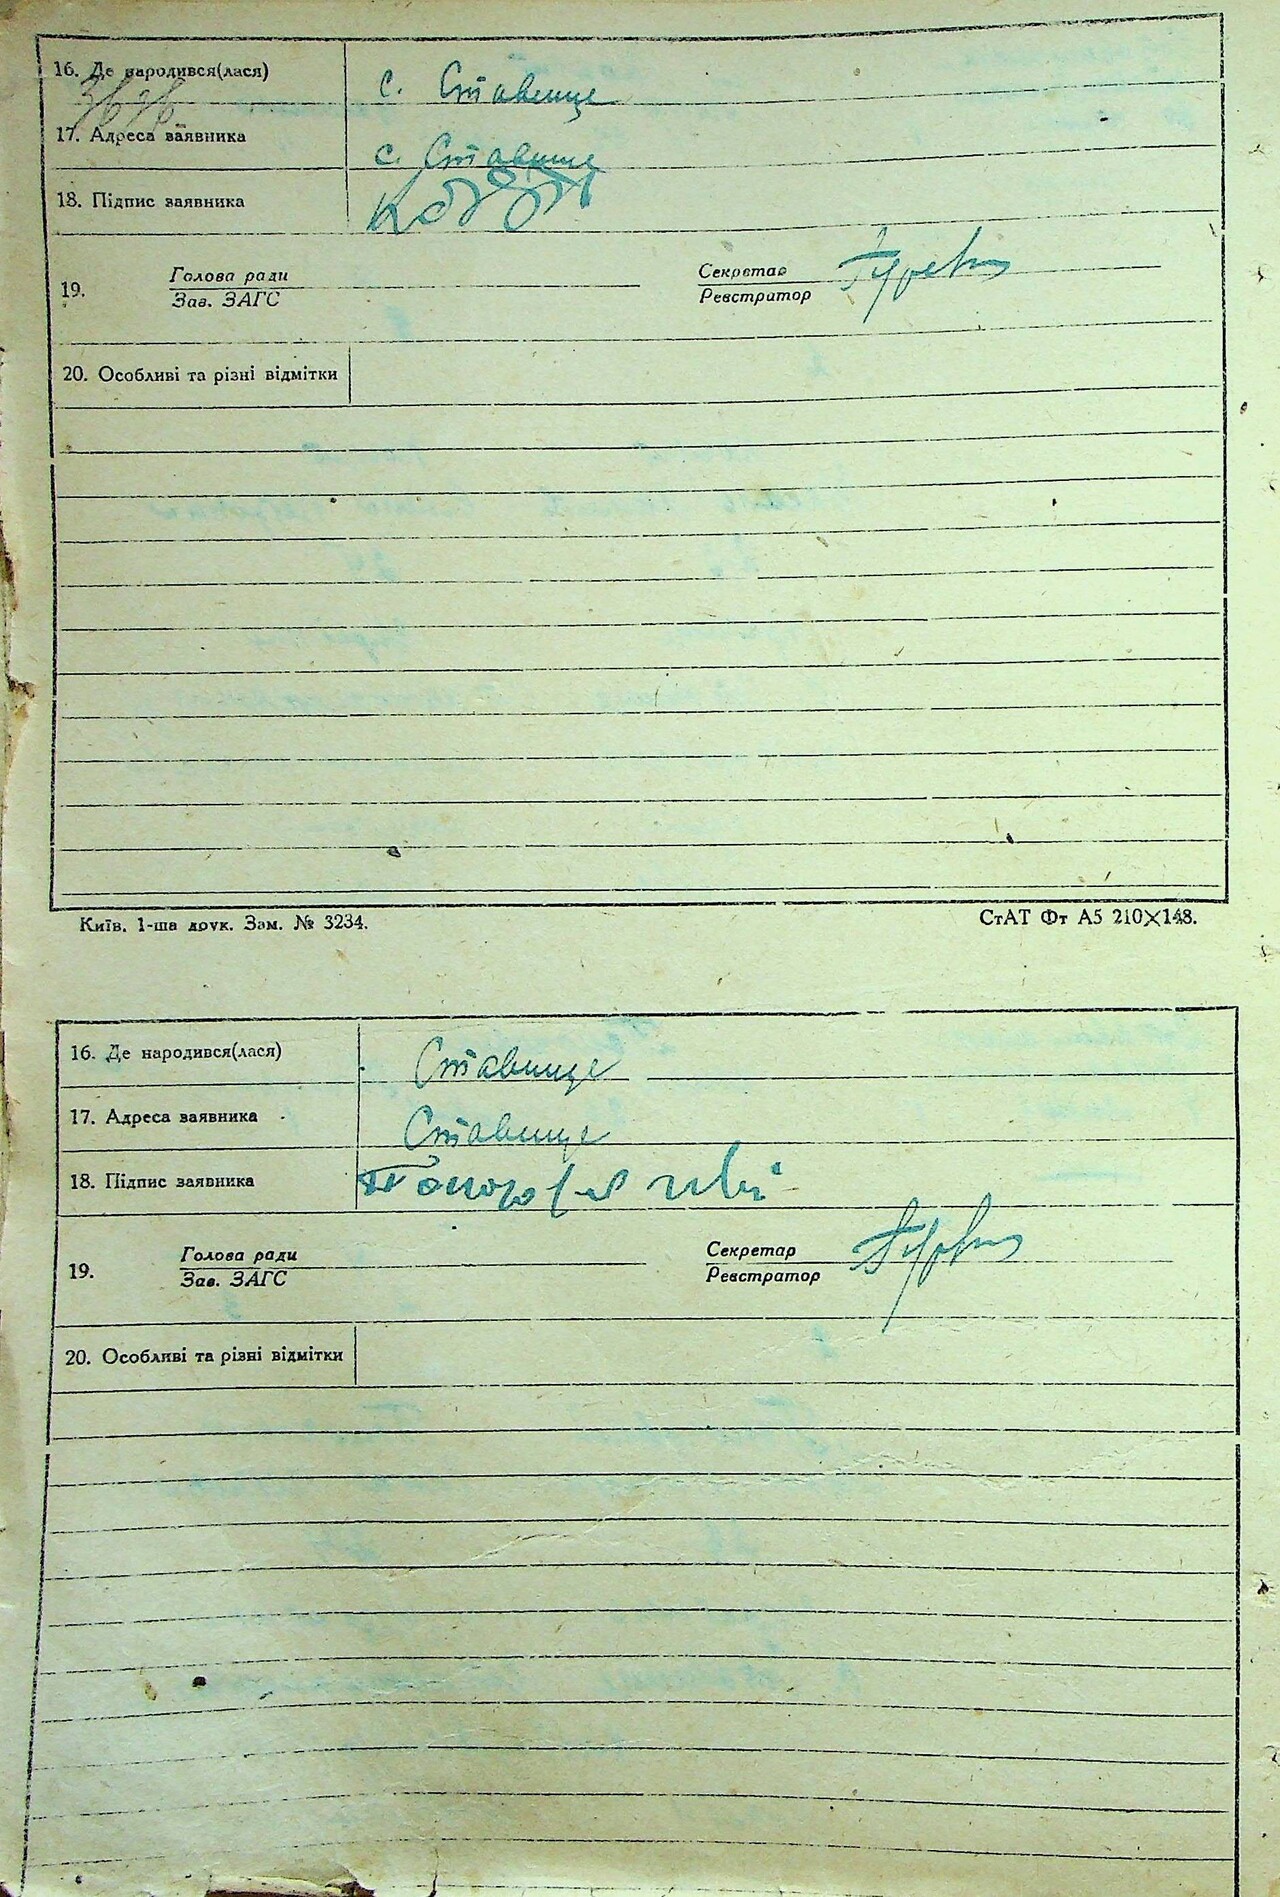 16. Де народився(лася) с. Ставище
17. Адреса заявника с. Ставище
18. Підпис заявника
19. Голова ради Секретар
Зав. ЗАГС Реєстратор
20. Особливі та різні відмітки
Київ. 1-ша друк. Зам. № 3234. СтАТ Фт А5 210×148.
16. Де народився(лася) Ставище
17. Адреса заявника Ставище
18. Підпис заявника
19. Голова ради Секретар
Зав. ЗАГС Реєстратор
20. Особливі та різні відмітки